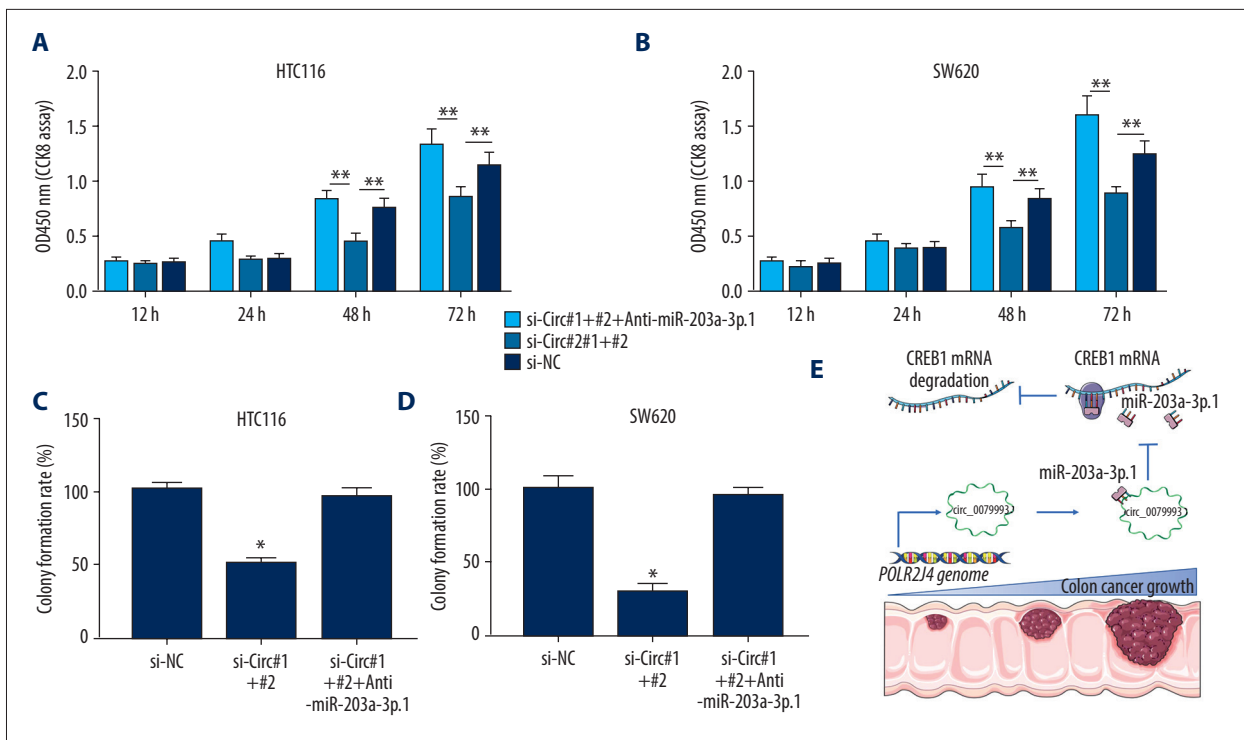 A
HTC116
OD450 nm (CCK8 assay)
2.0
1.5
1.0
0.5
0.0
**
**
**
**
12 h
24 h
48 h
72 h
B
SW620
OD450 nm (CCK8 assay)
2.0
1.5
1.0
0.5
0.0
**
**
**
**
12 h
24 h
48 h
72 h
si-Circ#1+#2+Anti-miR-203a-3p.1
si-Circ#2#1+#2
si-NC
C
HTC116
Colony formation rate (%)
150
100
50
0
*
si-NC
si-Circ#1
+#2
si-Circ#1
+#2+Anti
-miR-203a-3p.1
D
SW620
Colony formation rate (%)
150
100
50
0
*
si-NC
si-Circ#1
+#2
si-Circ#1
+#2+Anti
-miR-203a-3p.1
E
CREB1 mRNA
degradation
CREB1 mRNA
miR-203a-3p.1
miR-203a-3p.1
POLR2J4 genome
Colon cancer growth